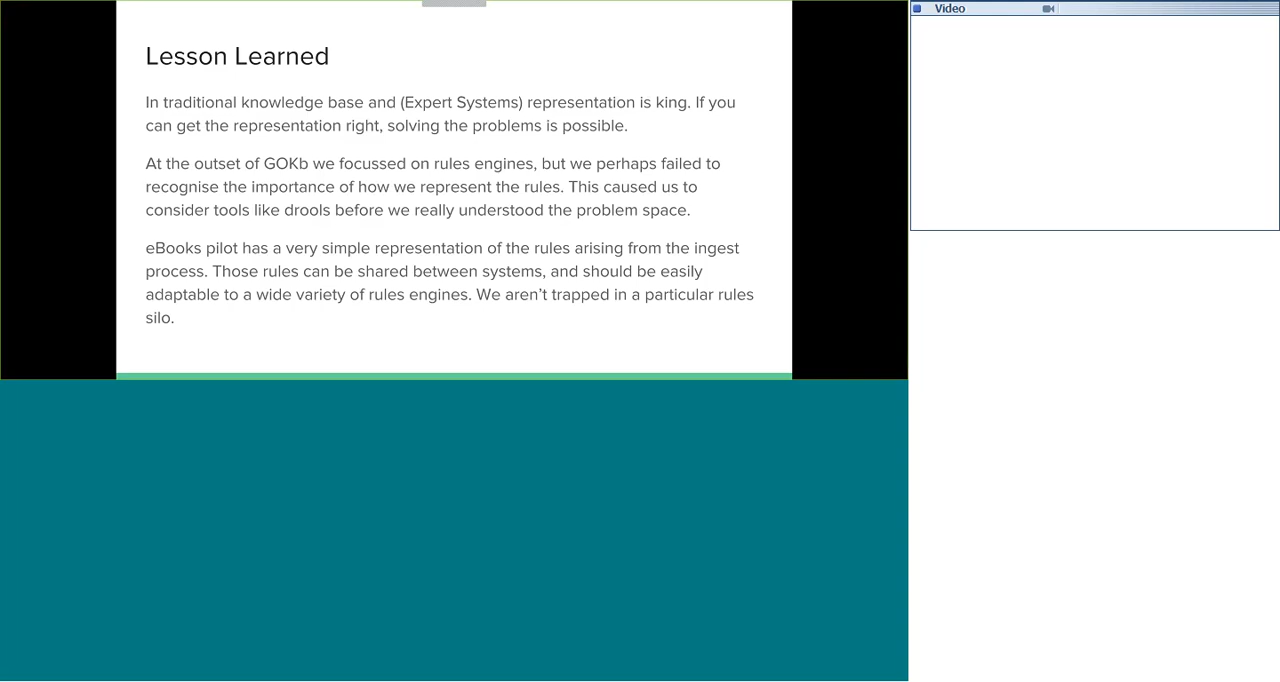 Video
Lesson Learned
In traditional knowledge base and (Expert Systems) representation is king. If you
can get the representation right, solving the problems is possible.
At the outset of GOKb we focussed on rules engines, but we perhaps failed to
recognise the importance of how we represent the rules. This caused us to
consider tools like drools before we really understood the problem space.
eBooks pilot has a very simple representation of the rules arising from the ingest
process. Those rules can be shared between systems, and should be easily
adaptable to a wide variety of rules engines. We aren’t trapped in a particular rules
silo.